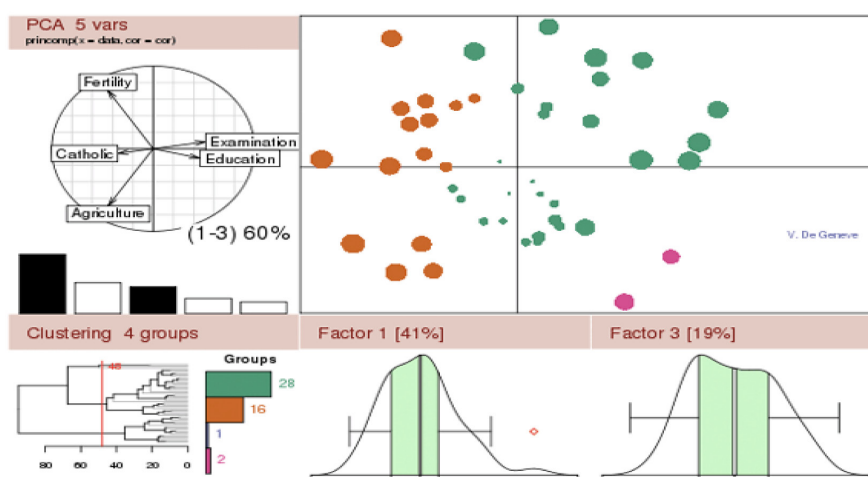 PCA 5 vars
princomp(x = data, cor = cor)
Fertility
Examination
Catholic
Education
Agriculture
(1-3) 60%
V. De Geneve
Clustering 4 groups
Factor 1 [41%]
Factor 3 [19%]
Groups
46
28
16
1
2
80 60 40 20 0